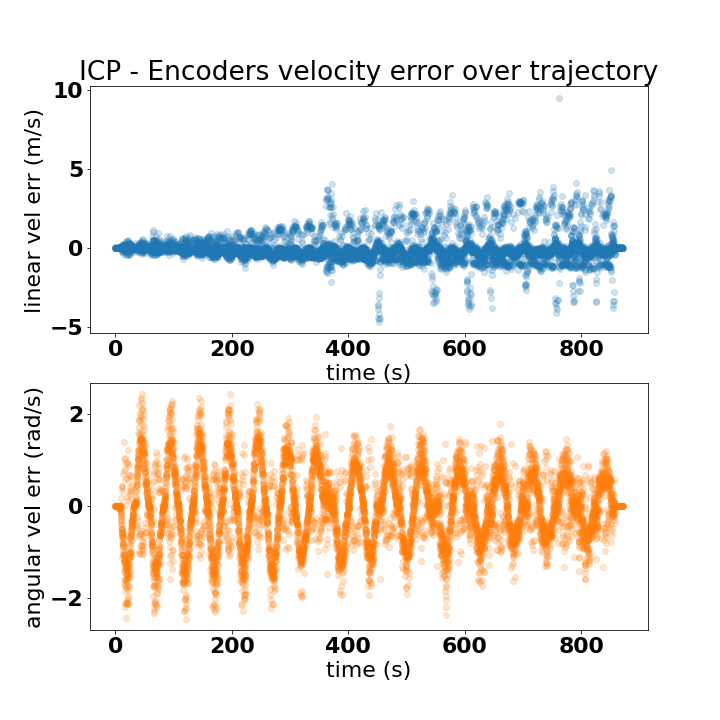 ICP - Encoders velocity error over trajectory
10
5
0
−5
linear vel err (m/s)
0 200 400 600 800
time (s)
2
0
−2
angular vel err (rad/s)
0 200 400 600 800
time (s)